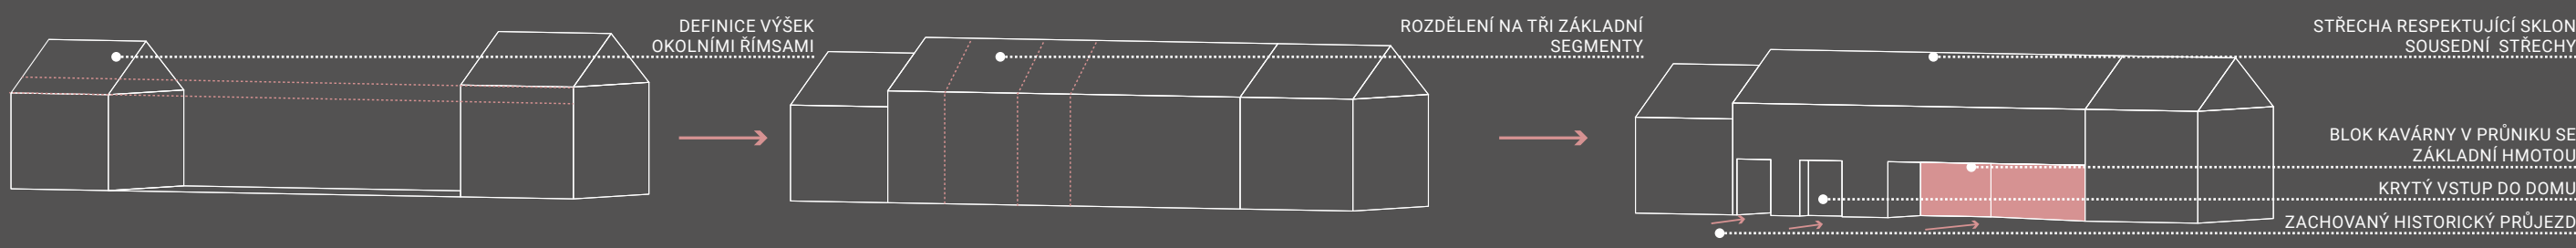 DEFINICE VÝŠEK
OKOLNÍMI ŘÍMSAMI
ROZDĚLENÍ NA TŘI ZÁKLADNÍ
SEGMENTY
STŘECHA RESPEKTUJÍCÍ SKLON
SOUSEDNÍ STŘECHY
BLOK KAVÁRNY V PRŮNIKU SE
ZÁKLADNÍ HMOTOU
KRYTÝ VSTUP DO DOMU
ZACHOVANÝ HISTORICKÝ PRŮJEZD